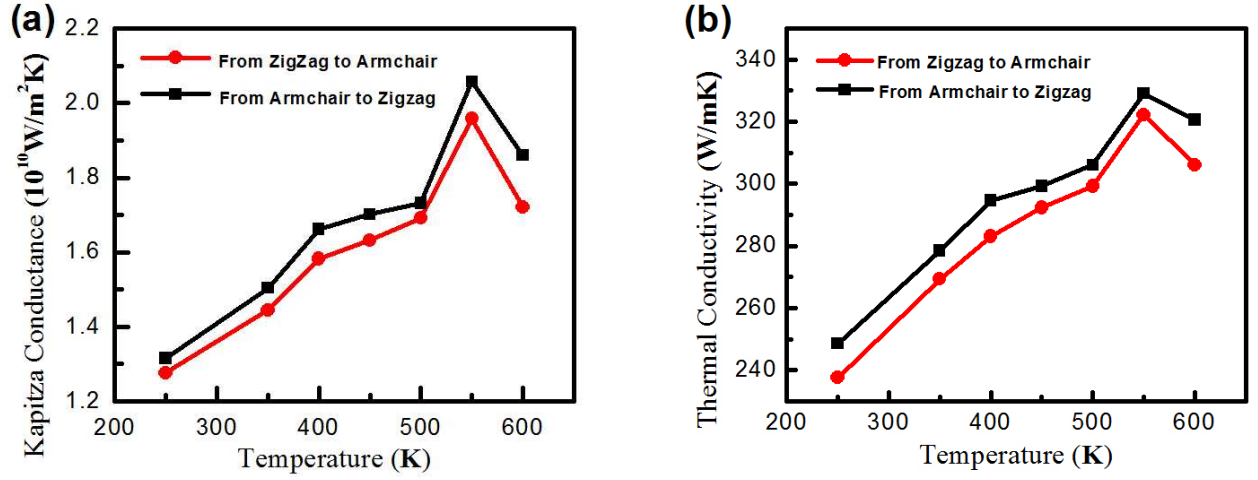 (a)
Kapitza Conductance (10¹⁰W/m²K)
2.2
2.0
1.8
1.6
1.4
1.2
From ZigZag to Armchair
From Armchair to Zigzag
200 300 400 500 600
Temperature (K)
(b)
Thermal Conductivity (W/mK)
340
320
300
280
260
240
From Zigzag to Armchair
From Armchair to Zigzag
200 300 400 500 600
Temperature (K)